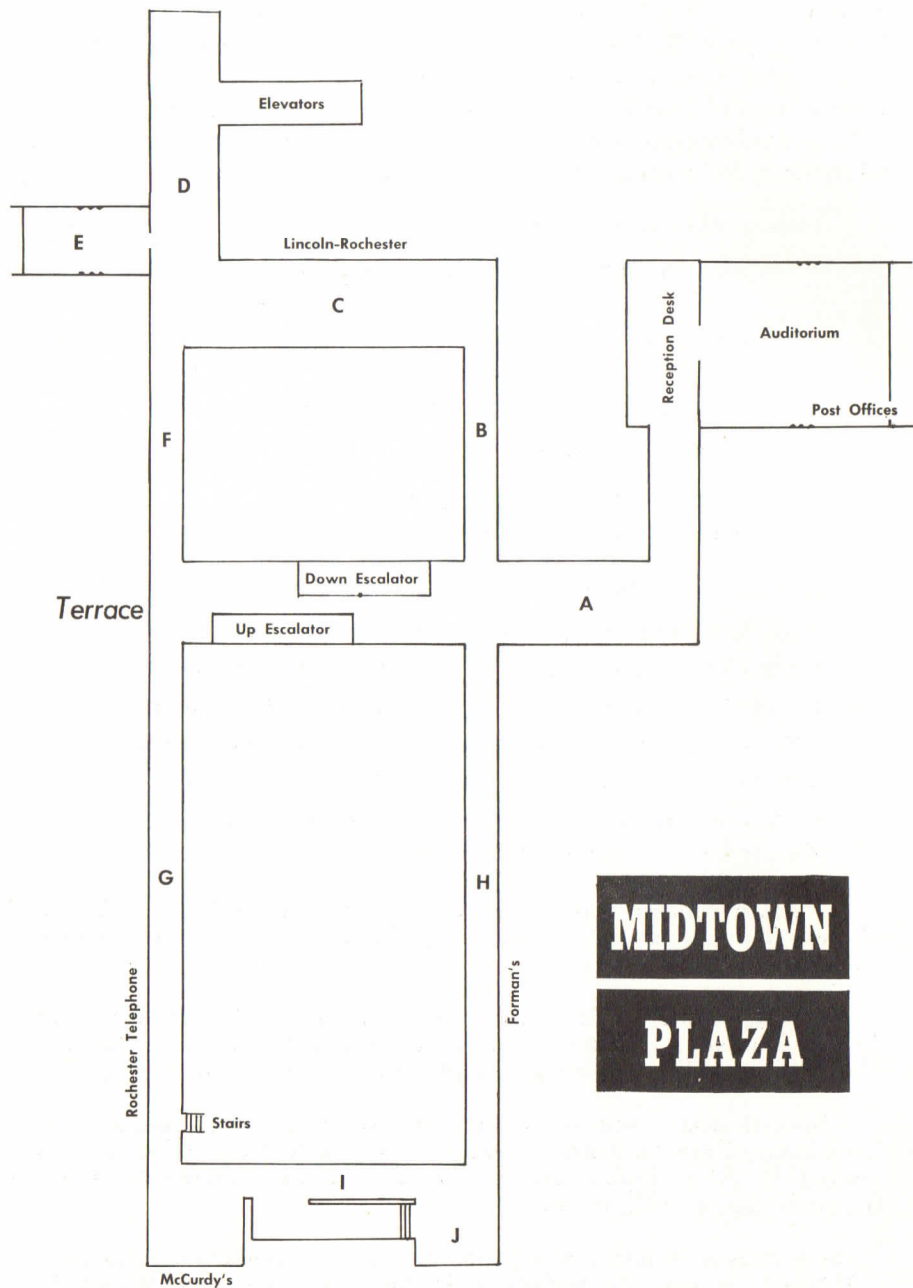 Elevators
D
E
Lincoln-Rochester
C
Reception Desk
Auditorium
Post Offices
F
B
Down Escalator
Terrace
A
Up Escalator
G
H
MIDTOWN
PLAZA
Rochester Telephone
Forman's
Stairs
I
J
McCurdy's